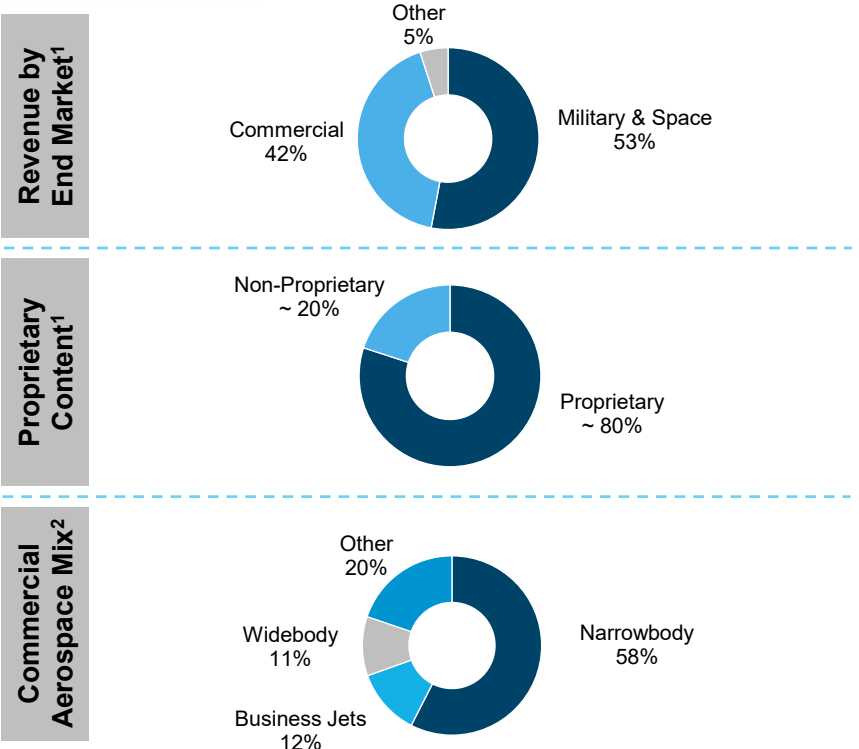 Revenue by
End Market¹
Other
5%
Commercial
42%
Military & Space
53%
Proprietary
Content¹
Non-Proprietary
~ 20%
Proprietary
~ 80%
Commercial
Aerospace Mix²
Other
20%
Widebody
11%
Narrowbody
58%
Business Jets
12%